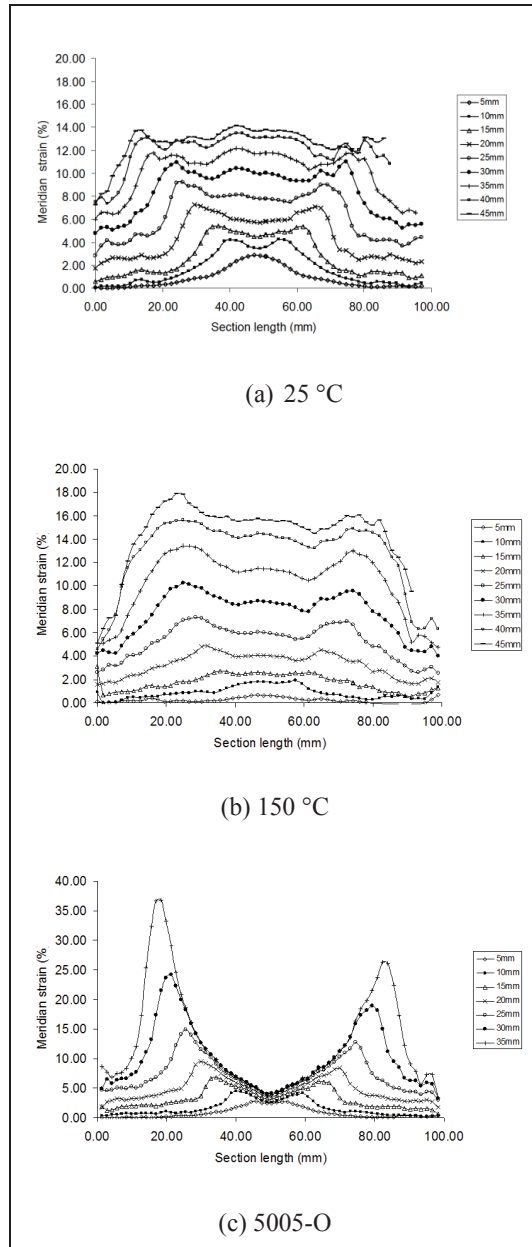 20.00
18.00
16.00
14.00
12.00
10.00
8.00
6.00
4.00
2.00
0.00
Meridian strain (%)
0.00 20.00 40.00 60.00 80.00 100.00
Section length (mm)
5mm
10mm
15mm
20mm
25mm
30mm
35mm
40mm
45mm
(a) 25 °C
20.00
18.00
16.00
14.00
12.00
10.00
8.00
6.00
4.00
2.00
0.00
Meridian strain (%
0.00 20.00 40.00 60.00 80.00 100.00
Section length (mm)
5mm
10mm
15mm
20mm
25mm
30mm
35mm
40mm
45mm
(b) 150 °C
40.00
35.00
30.00
25.00
20.00
15.00
10.00
5.00
0.00
Meridian strain (%
0.00 20.00 40.00 60.00 80.00 100.00
Section length (mm)
5mm
10mm
15mm
20mm
25mm
30mm
35mm
(c) 5005-O